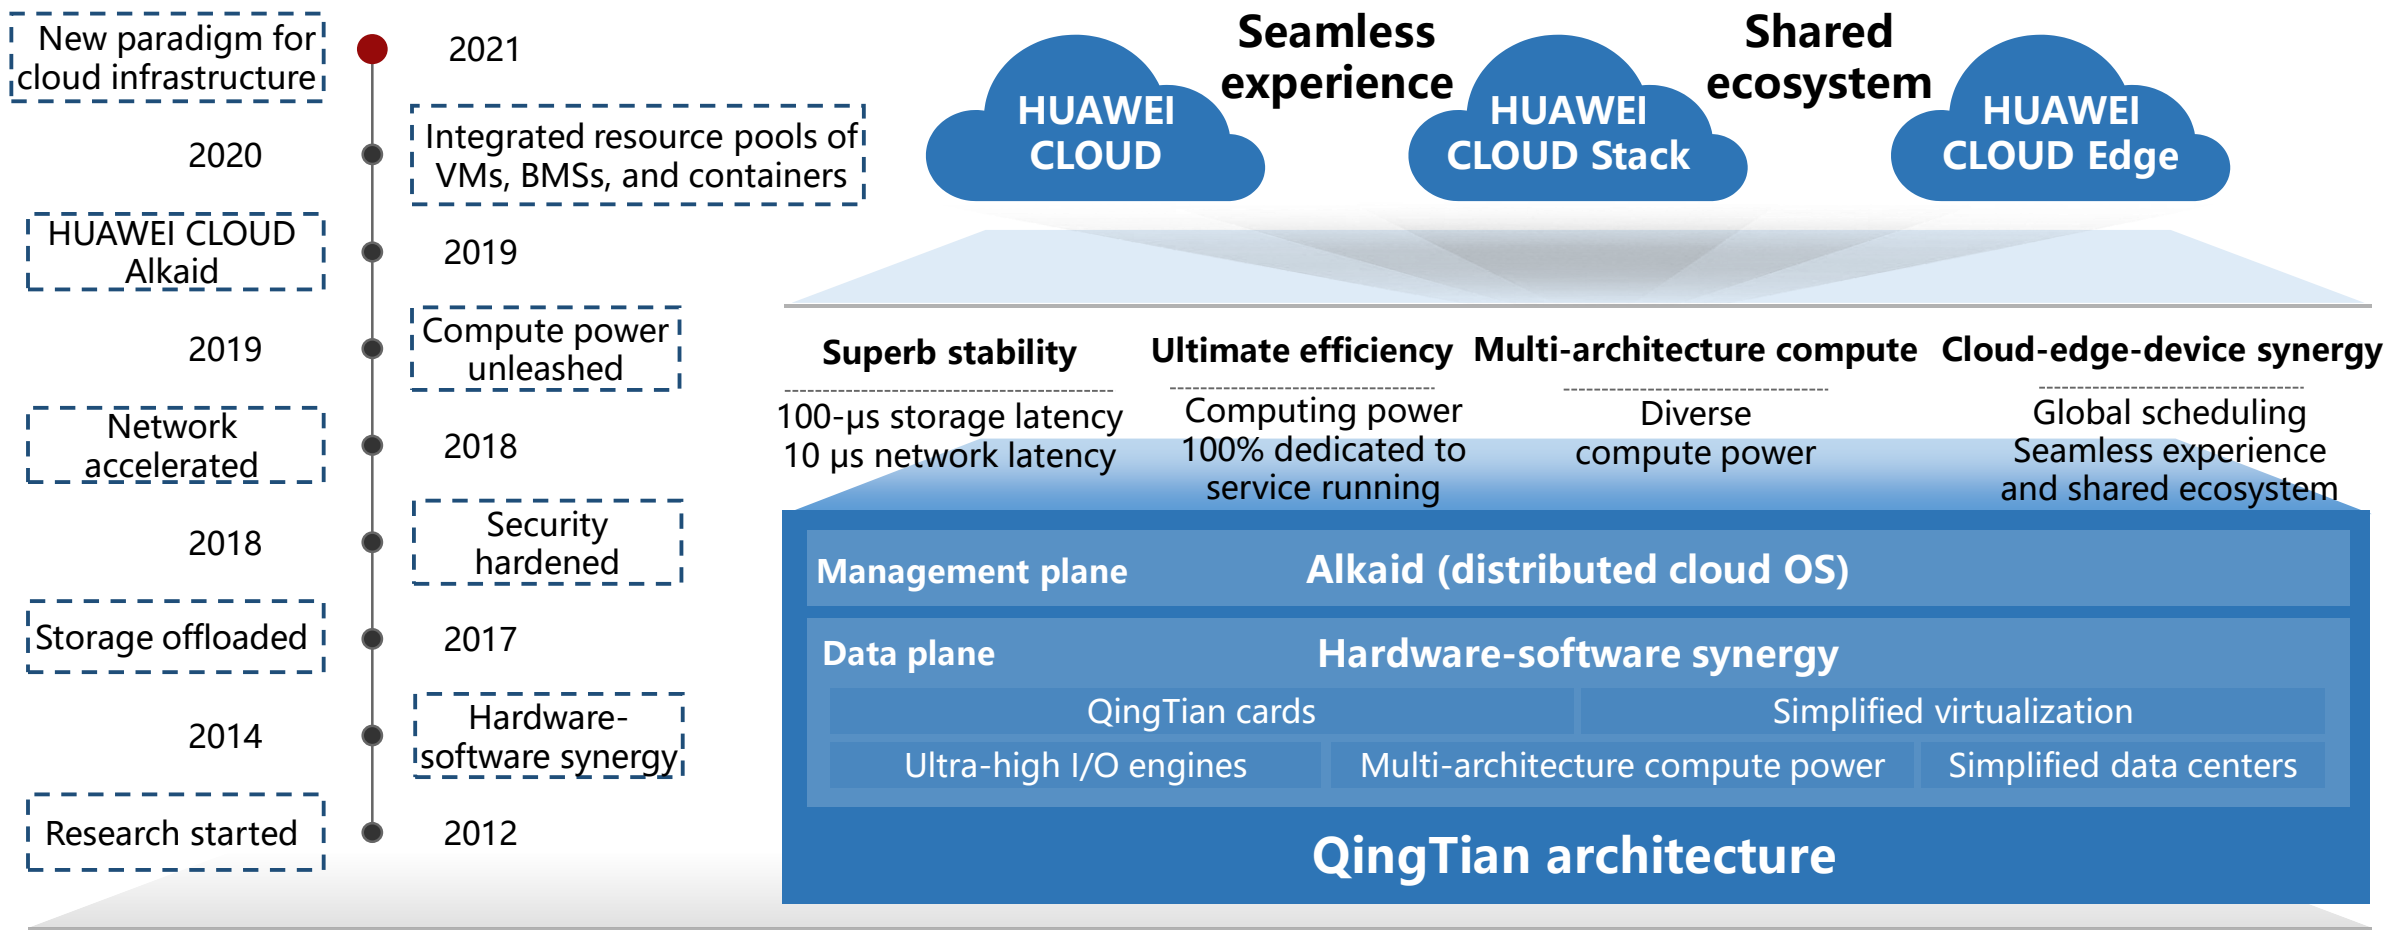 New paradigm for
cloud infrastructure
2021
2020
Integrated resource pools of
VMs, BMSs, and containers
HUAWEI CLOUD
Alkaid
2019
2019
Compute power
unleashed
Network
accelerated
2018
2018
Security
hardened
Storage offloaded
2017
2014
Hardware-
software synergy
Research started
2012
Seamless
experience
Shared
ecosystem
HUAWEI
CLOUD
HUAWEI
CLOUD Stack
HUAWEI
CLOUD Edge
Superb stability
100-μs storage latency
10 μs network latency
Ultimate efficiency
Computing power
100% dedicated to
service running
Multi-architecture compute
Diverse
compute power
Cloud-edge-device synergy
Global scheduling
Seamless experience
and shared ecosystem
Management plane
Alkaid (distributed cloud OS)
Data plane
Hardware-software synergy
QingTian cards
Simplified virtualization
Ultra-high I/O engines
Multi-architecture compute power
Simplified data centers
QingTian architecture